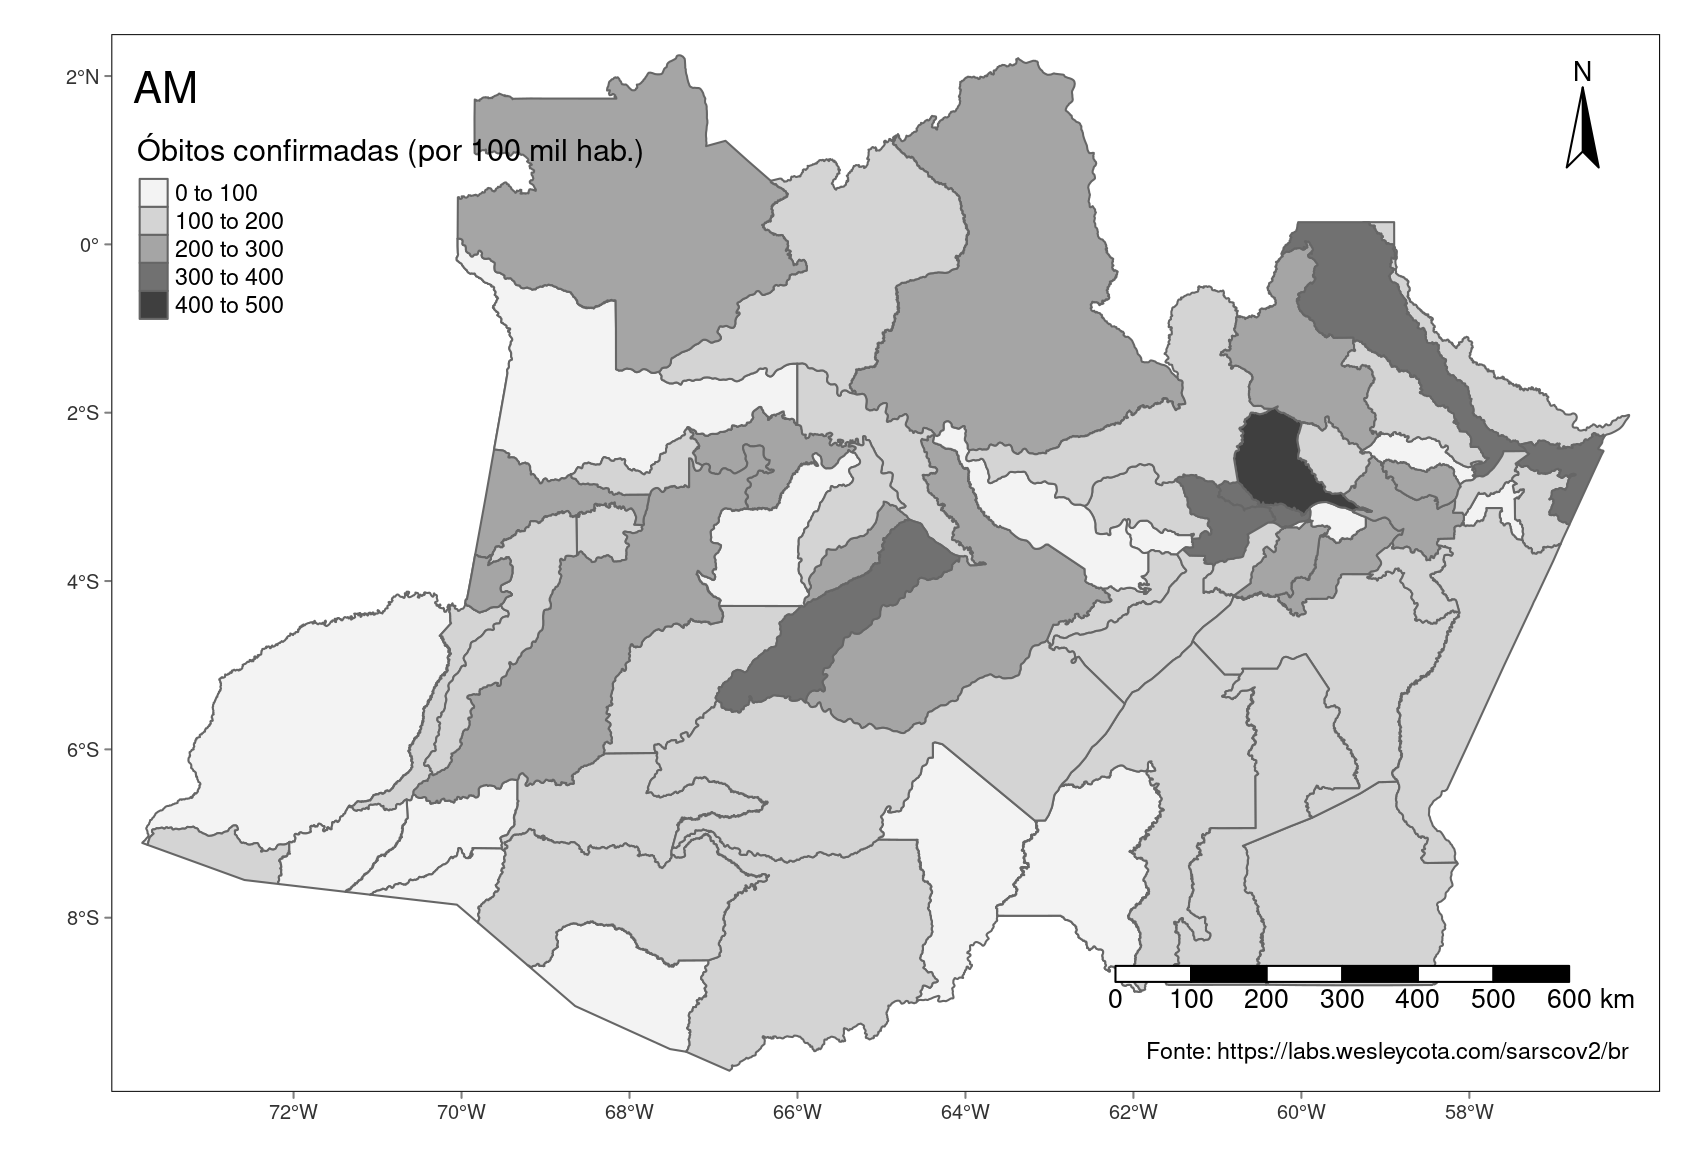 AM
N
Óbitos confirmadas (por 100 mil hab.)
0 to 100
100 to 200
200 to 300
300 to 400
400 to 500
2°N
0°
2°S
4°S
6°S
8°S
0 100 200 300 400 500 600 km
Fonte: https://labs.wesleycota.com/sarscov2/br
72°W 70°W 68°W 66°W 64°W 62°W 60°W 58°W